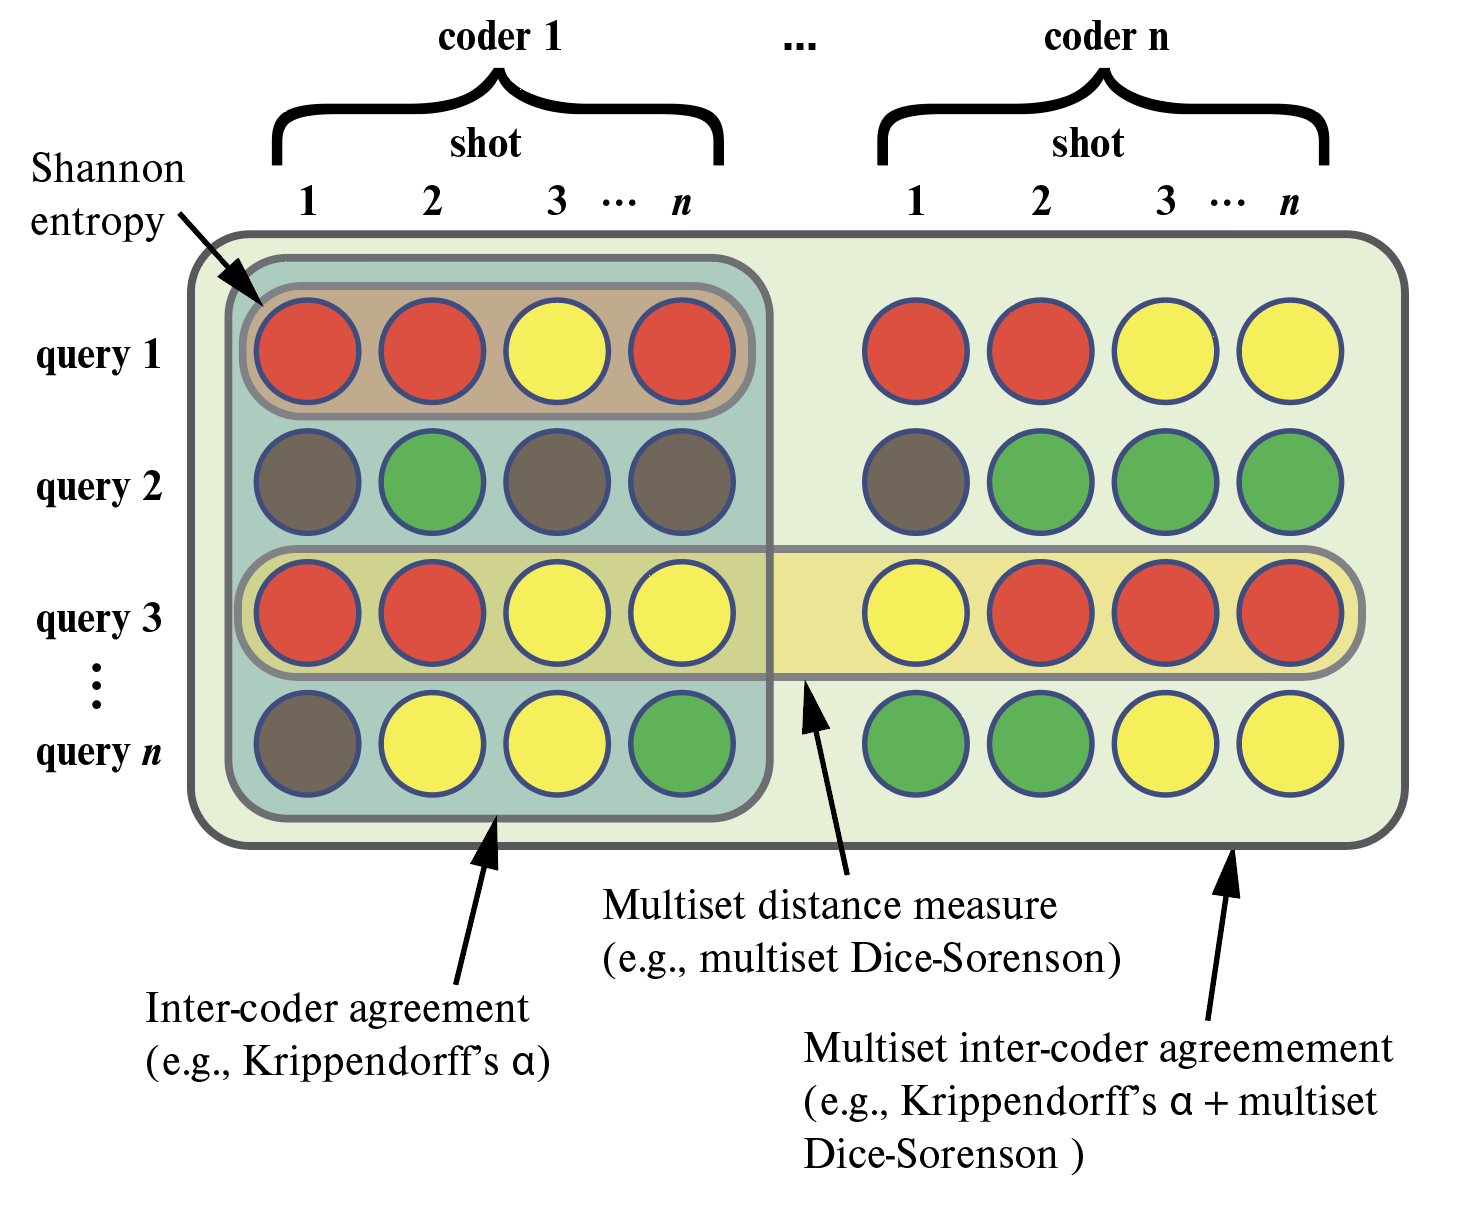 coder 1 ... coder n
shot shot
Shannon
entropy
1 2 3 ... n 1 2 3 ... n
query 1
query 2
query 3
⋮
query n
Multiset distance measure
(e.g., multiset Dice-Sorenson)
Inter-coder agreement
(e.g., Krippendorff’s α)
Multiset inter-coder agreemement
(e.g., Krippendorff’s α + multiset
Dice-Sorenson )